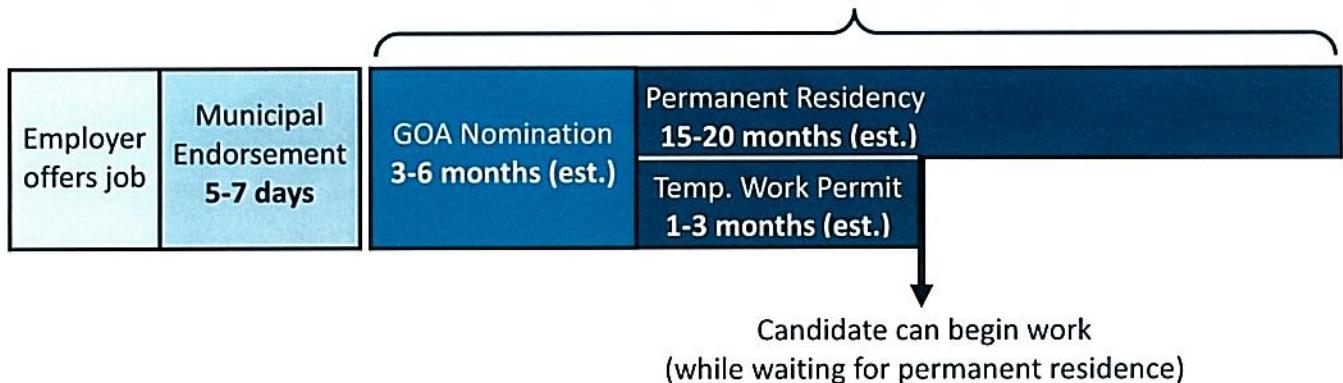 Employer
offers job
Municipal
Endorsement
5-7 days
GOA Nomination
3-6 months (est.)
Permanent Residency
15-20 months (est.)
Temp. Work Permit
1-3 months (est.)
Candidate can begin work
(while waiting for permanent residence)